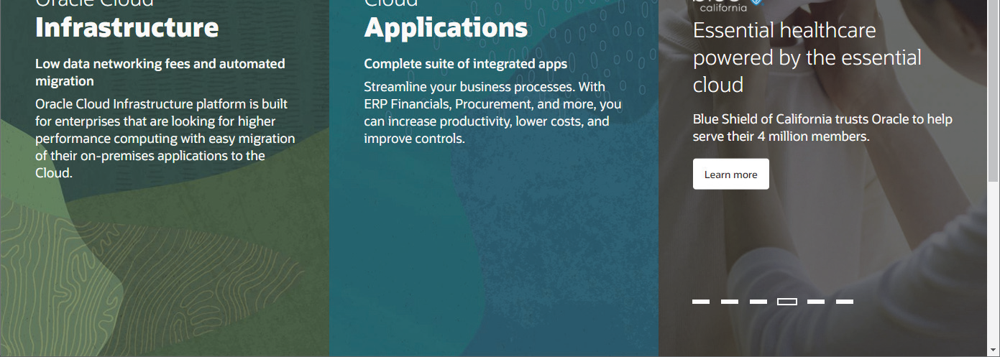 Oracle Cloud
Infrastructure
Low data networking fees and automated
migration
Oracle Cloud Infrastructure platform is built
for enterprises that are looking for higher
performance computing with easy migration
of their on-premises applications to the
Cloud.
Cloud
Applications
Complete suite of integrated apps
Streamline your business processes. With
ERP Financials, Procurement, and more, you
can increase productivity, lower costs, and
improve controls.
blue
california
Essential healthcare
powered by the essential
cloud
Blue Shield of California trusts Oracle to help
serve their 4 million members.
Learn more